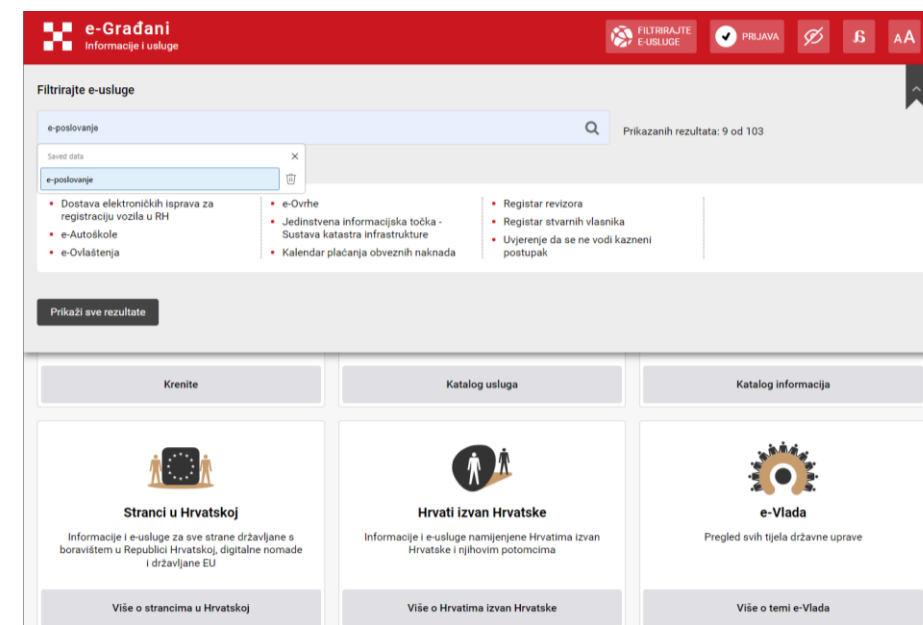 e-Građani
Informacije i usluge
FILTRIRAJTE
E-USLUGE
PRIJAVA
AA
Filtrirajte e-usluge
e-poslovanje
Prikazanih rezultata: 9 od 103
Saved data
e-poslovanje
Dostava elektroničkih isprava za
registraciju vozila u RH
e-Autoškole
e-Ovlaštenja
e-Ovrhe
Jedinstvena informacijska točka -
Sustava katastra infrastrukture
Kalendar plaćanja obveznih naknada
Registar revizora
Registar stvarnih vlasnika
Uvjerenje da se ne vodi kazneni
postupak
Prikaži sve rezultate
Krenite
Katalog usluga
Katalog informacija
Stranci u Hrvatskoj
Informacije i e-usluge za sve strane državljane s
boravištem u Republici Hrvatskoj, digitalne nomade
i državljane EU
Više o strancima u Hrvatskoj
Hrvati izvan Hrvatske
Informacije i e-usluge namijenjene Hrvatima izvan
Hrvatske i njihovim potomcima
Više o Hrvatima izvan Hrvatske
e-Vlada
Pregled svih tijela državne uprave
Više o temi e-Vlada